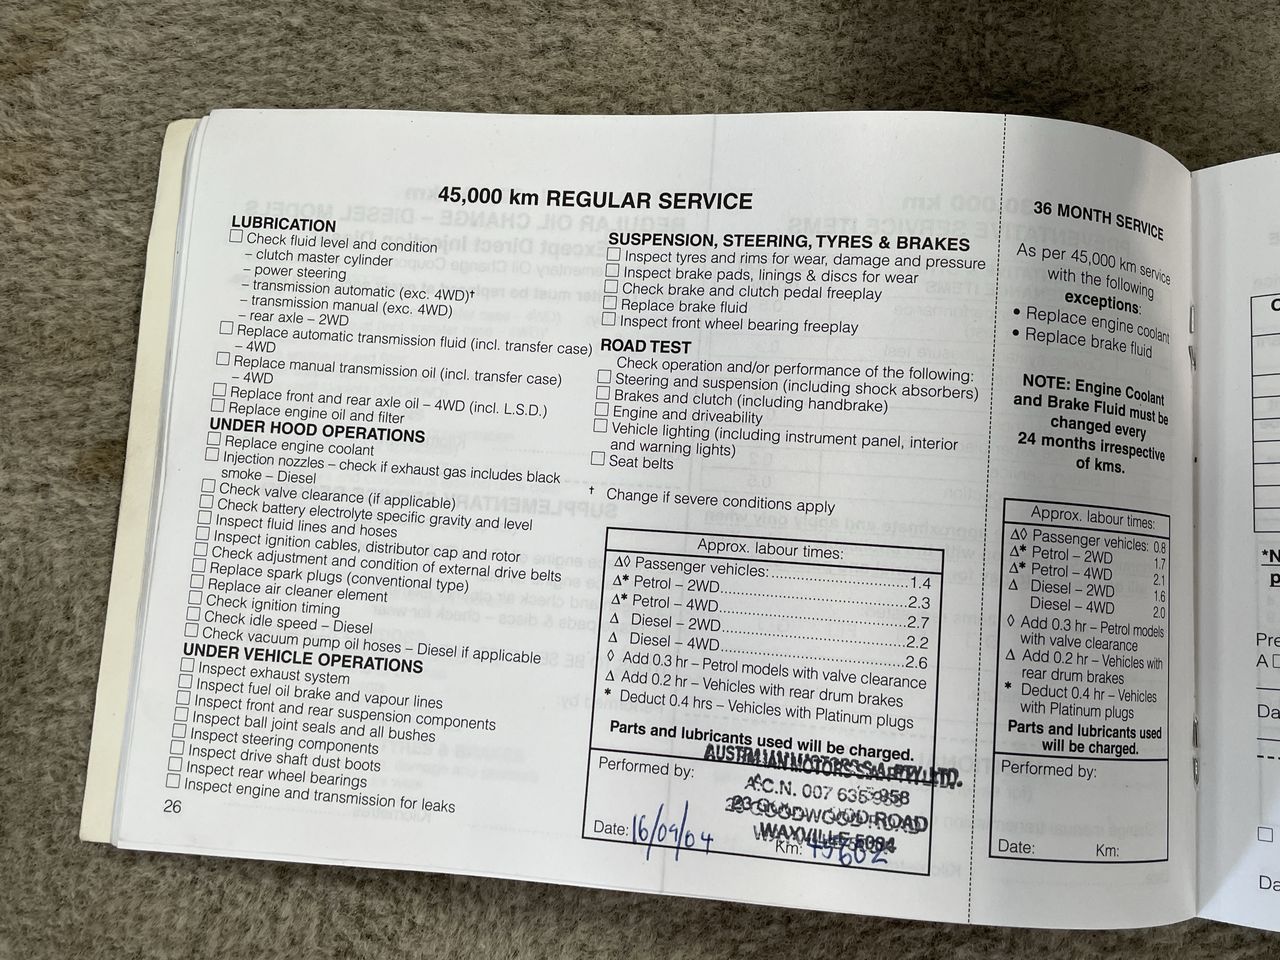 45,000 km REGULAR SERVICE
LUBRICATION
Check fluid level and condition
– clutch master cylinder
– power steering
– transmission automatic (exc. 4WD)†
– transmission manual (exc. 4WD)
– rear axle – 2WD
Replace automatic transmission fluid (incl. transfer case)
– 4WD
Replace manual transmission oil (incl. transfer case)
– 4WD
Replace front and rear axle oil – 4WD (incl. L.S.D.)
Replace engine oil and filter
UNDER HOOD OPERATIONS
Replace engine coolant
Injection nozzles – check if exhaust gas includes black
smoke – Diesel
Check valve clearance (if applicable)
Check battery electrolyte specific gravity and level
Inspect fluid lines and hoses
Inspect ignition cables, distributor cap and rotor
Check adjustment and condition of external drive belts
Replace spark plugs (conventional type)
Replace air cleaner element
Check ignition timing
Check idle speed – Diesel
Check vacuum pump oil hoses – Diesel if applicable
UNDER VEHICLE OPERATIONS
Inspect exhaust system
Inspect fuel oil brake and vapour lines
Inspect front and rear suspension components
Inspect ball joint seals and all bushes
Inspect steering components
Inspect drive shaft dust boots
Inspect rear wheel bearings
Inspect engine and transmission for leaks
26
SUSPENSION, STEERING, TYRES & BRAKES
Inspect tyres and rims for wear, damage and pressure
Inspect brake pads, linings & discs for wear
Check brake and clutch pedal freeplay
Replace brake fluid
Inspect front wheel bearing freeplay
ROAD TEST
Check operation and/or performance of the following:
Steering and suspension (including shock absorbers)
Brakes and clutch (including handbrake)
Engine and driveability
Vehicle lighting (including instrument panel, interior
and warning lights)
Seat belts
† Change if severe conditions apply
Approx. labour times:
Δ◊ Passenger vehicles:..........1.4
Δ* Petrol – 2WD..........2.3
Δ* Petrol – 4WD..........2.7
Δ Diesel – 2WD..........2.2
Δ Diesel – 4WD..........2.6
◊ Add 0.3 hr – Petrol models with valve clearance
Δ Add 0.2 hr – Vehicles with rear drum brakes
* Deduct 0.4 hrs – Vehicles with Platinum plugs
Parts and lubricants used will be charged.
Performed by:
AUSTRALIAN MOTORS S.A. PTY. LTD.
A.C.N. 007 635 958
GOODWOOD ROAD
Date: 16/09/04
Km: 45602
36 MONTH SERVICE
As per 45,000 km service
with the following
exceptions:
• Replace engine coolant
• Replace brake fluid
NOTE: Engine Coolant
and Brake Fluid must be
changed every
24 months irrespective
of kms.
Approx. labour times:
Δ◊ Passenger vehicles: 0.8
Δ* Petrol – 2WD 1.7
Δ* Petrol – 4WD 2.1
Δ Diesel – 2WD 1.6
Diesel – 4WD 2.0
◊ Add 0.3 hr – Petrol models
with valve clearance
Δ Add 0.2 hr – Vehicles with
rear drum brakes
* Deduct 0.4 hr – Vehicles
with Platinum plugs
Parts and lubricants used
will be charged.
Performed by:
Date: Km: